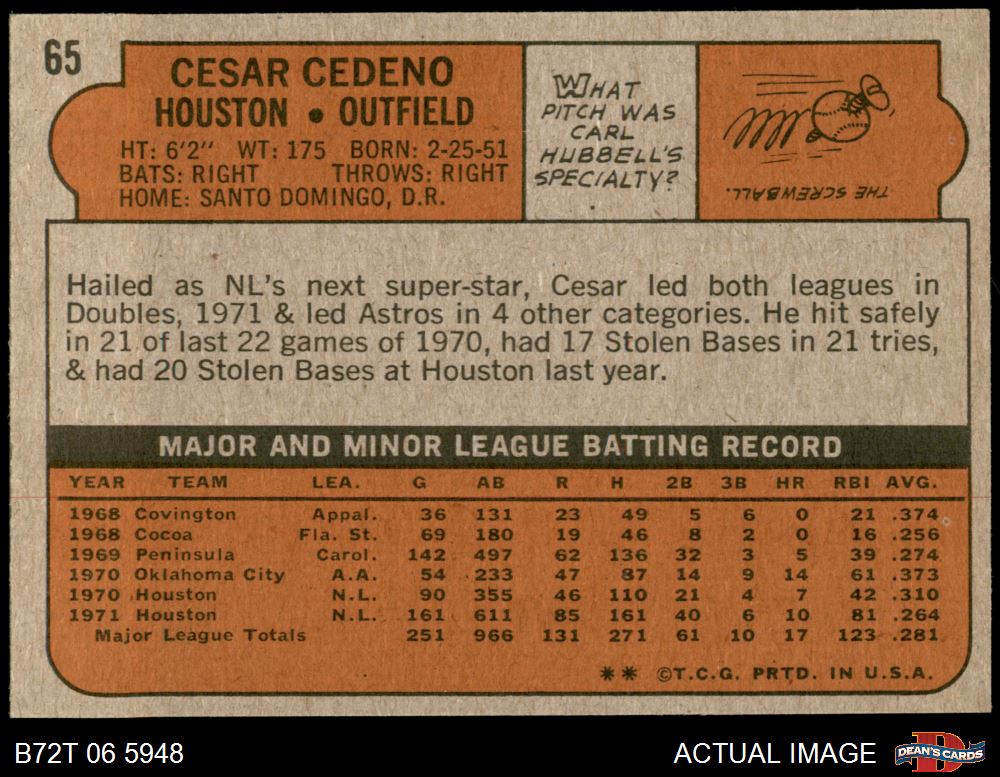 65
CESAR CEDENO
HOUSTON • OUTFIELD
HT: 6'2" WT: 175 BORN: 2-25-51
BATS: RIGHT THROWS: RIGHT
HOME: SANTO DOMINGO, D.R.
WHAT
PITCH WAS
CARL
HUBBELL'S
SPECIALTY?
THE SCREWBALL.
Hailed as NL's next super-star, Cesar led both leagues in
Doubles, 1971 & led Astros in 4 other categories. He hit safely
in 21 of last 22 games of 1970, had 17 Stolen Bases in 21 tries,
& had 20 Stolen Bases at Houston last year.
MAJOR AND MINOR LEAGUE BATTING RECORD
YEAR TEAM LEA. G AB R H 2B 3B HR RBI AVG.
1968 Covington Appal. 36 131 23 49 5 6 0 21 .374
1968 Cocoa Fla. St. 69 180 19 46 8 2 0 16 .256
1969 Peninsula Carol. 142 497 62 136 32 3 5 39 .274
1970 Oklahoma City A.A. 54 233 47 87 14 9 14 61 .373
1970 Houston N.L. 90 355 46 110 21 4 7 42 .310
1971 Houston N.L. 161 611 85 161 40 6 10 81 .264
Major League Totals 251 966 131 271 61 10 17 123 .281
** ©T.C.G. PRTD. IN U.S.A.
B72T 06 5948
ACTUAL IMAGE
D
DEAN'S CARDS